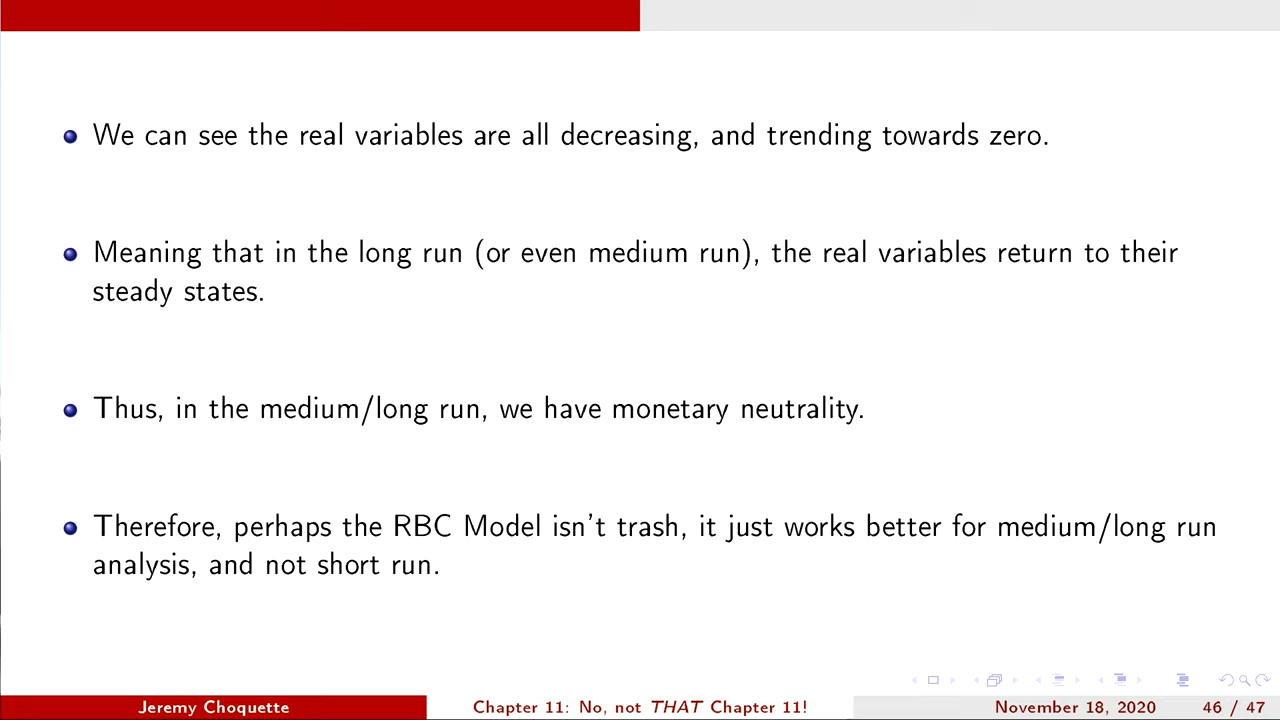 We can see the real variables are all decreasing, and trending towards zero.
Meaning that in the long run (or even medium run), the real variables return to their
steady states.
Thus, in the medium/long run, we have monetary neutrality.
Therefore, perhaps the RBC Model isn't trash, it just works better for medium/long run
analysis, and not short run.
Jeremy Choquette Chapter 11: No, not THAT Chapter 11! November 18, 2020 46 / 47